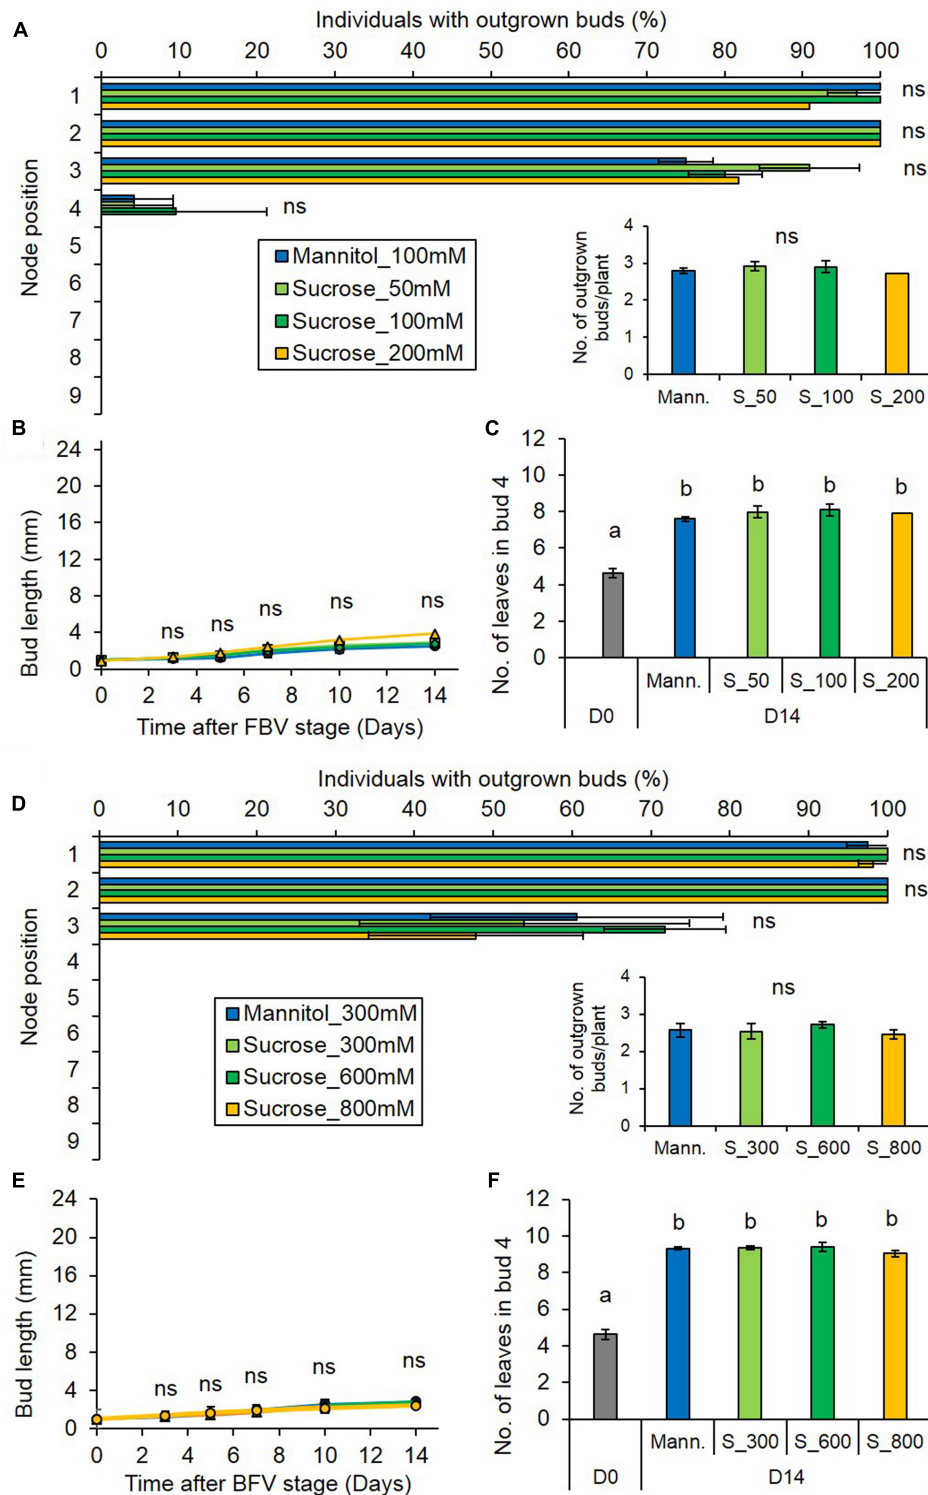 A
Individuals with outgrown buds (%)
0 10 20 30 40 50 60 70 80 90 100
Node position
1 ns
2 ns
3 ns
4 ns
5
6
7
8
9
Mannitol_100mM
Sucrose_50mM
Sucrose_100mM
Sucrose_200mM
No. of outgrown
buds/plant
4
3
2
1
0
ns
Mann. S_50 S_100 S_200
B
Bud length (mm)
24
20
16
12
8
4
0
ns ns ns ns ns
0 2 4 6 8 10 12 14
Time after FBV stage (Days)
C
No. of leaves in bud 4
12
10
8
6
4
2
0
a b b b b
Mann. S_50 S_100 S_200
D0 D14
D
Individuals with outgrown buds (%)
0 10 20 30 40 50 60 70 80 90 100
Node position
1 ns
2 ns
3 ns
4
5
6
7
8
9
Mannitol_300mM
Sucrose_300mM
Sucrose_600mM
Sucrose_800mM
No. of outgrown
buds/plant
4
3
2
1
0
ns
Mann. S_300 S_600 S_800
E
Bud length (mm)
24
20
16
12
8
4
0
ns ns ns ns ns
0 2 4 6 8 10 12 14
Time after BFV stage (Days)
F
No. of leaves in bud 4
12
10
8
6
4
2
0
a b b b b
Mann. S_300 S_600 S_800
D0 D14